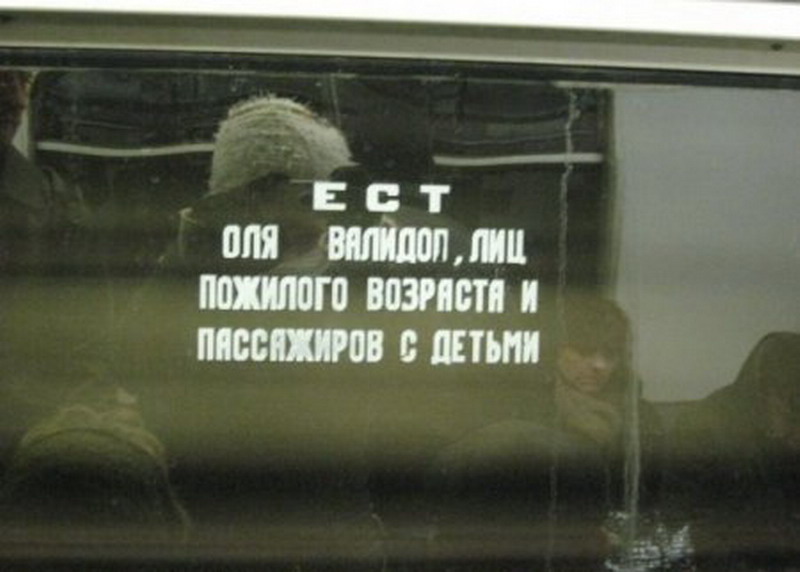 ЕСТ
ОЛЯ ВАЛИДОП, ЛИЦ
ПОЖИЛОГО ВОЗРАСТА И
ПАССАЖИРОВ С ДЕТЬМИ